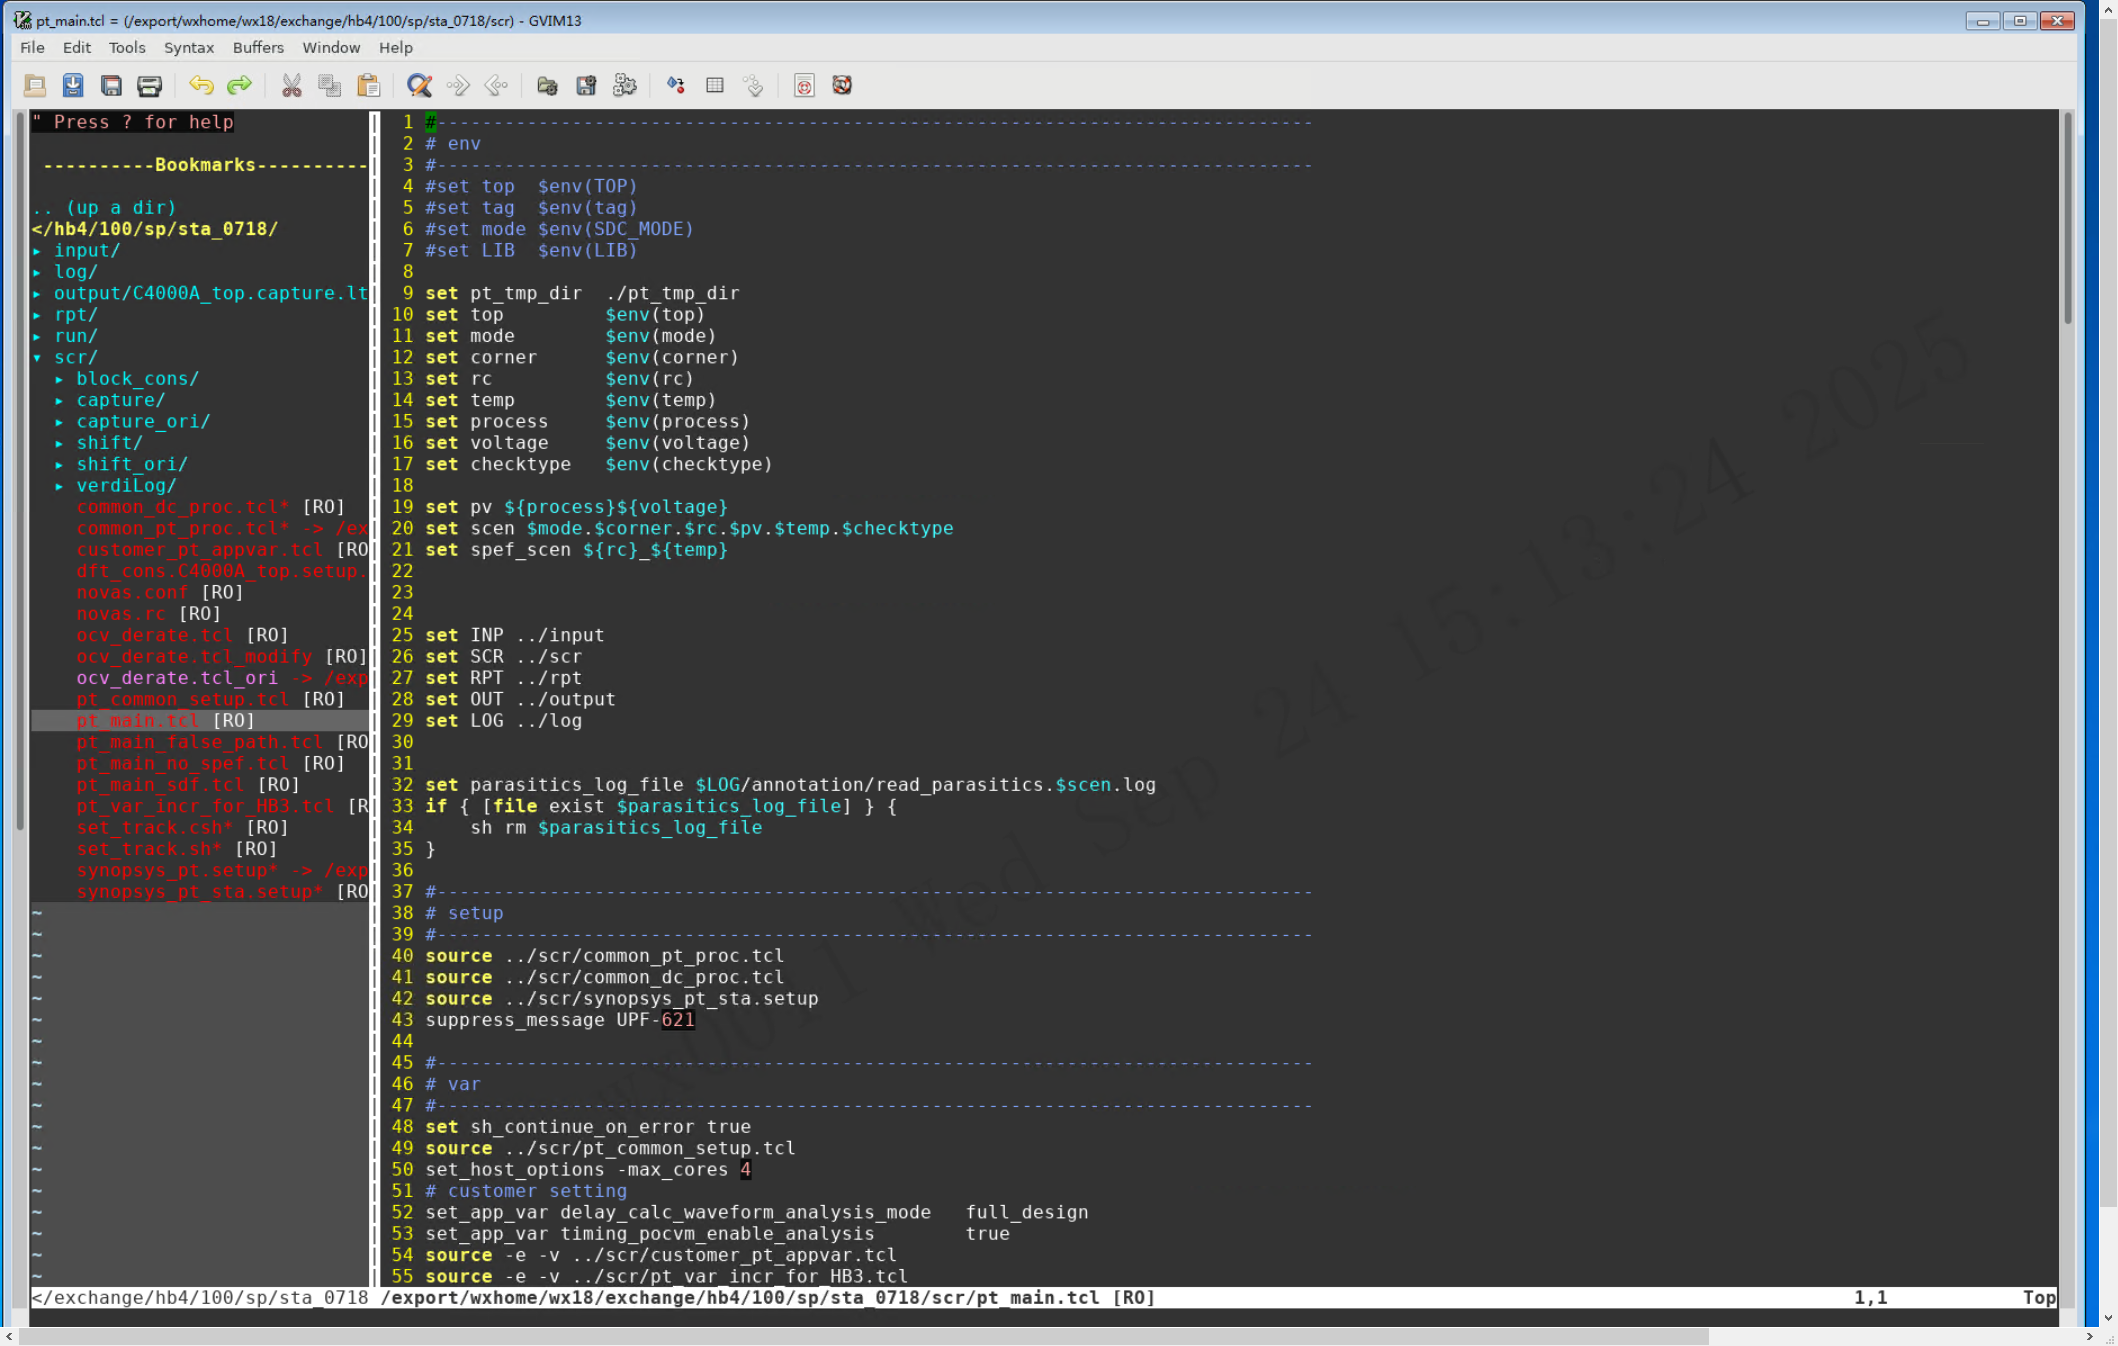 pt_main.tcl = (/export/wxhome/wx18/exchange/hb4/100/sp/sta_0718/scr) - GVIM13
File Edit Tools Syntax Buffers Window Help
" Press ? for help
----------Bookmarks----------
.. (up a dir)
</hb4/100/sp/sta_0718/
▸ input/
▸ log/
▸ output/C4000A_top.capture.lt
▸ rpt/
▸ run/
▾ scr/
▸ block_cons/
▸ capture/
▸ capture_ori/
▸ shift/
▸ shift_ori/
▸ verdiLog/
common_dc_proc.tcl* [RO]
common_pt_proc.tcl* -> /ex
customer_pt_appvar.tcl [RO
dft_cons.C4000A_top.setup.
novas.conf [RO]
novas.rc [RO]
ocv_derate.tcl [RO]
ocv_derate.tcl_modify [RO]
ocv_derate.tcl_ori -> /exp
pt_common_setup.tcl [RO]
pt_main.tcl [RO]
pt_main_false_path.tcl [RO
pt_main_no_spef.tcl [RO]
pt_main_sdf.tcl [RO]
pt_var_incr_for_HB3.tcl [R
set_track.csh* [RO]
set_track.sh* [RO]
synopsys_pt.setup* -> /exp
synopsys_pt_sta.setup* [RO
1 #------------------------------------------------------------------------------
2 # env
3 #------------------------------------------------------------------------------
4 #set top  $env(TOP)
5 #set tag  $env(tag)
6 #set mode $env(SDC_MODE)
7 #set LIB  $env(LIB)
8
9 set pt_tmp_dir  ./pt_tmp_dir
10 set top         $env(top)
11 set mode        $env(mode)
12 set corner      $env(corner)
13 set rc          $env(rc)
14 set temp        $env(temp)
15 set process     $env(process)
16 set voltage     $env(voltage)
17 set checktype   $env(checktype)
18
19 set pv ${process}${voltage}
20 set scen $mode.$corner.$rc.$pv.$temp.$checktype
21 set spef_scen ${rc}_${temp}
22
23
24
25 set INP ../input
26 set SCR ../scr
27 set RPT ../rpt
28 set OUT ../output
29 set LOG ../log
30
31
32 set parasitics_log_file $LOG/annotation/read_parasitics.$scen.log
33 if { [file exist $parasitics_log_file] } {
34     sh rm $parasitics_log_file
35 }
36
37 #------------------------------------------------------------------------------
38 # setup
39 #------------------------------------------------------------------------------
40 source ../scr/common_pt_proc.tcl
41 source ../scr/common_dc_proc.tcl
42 source ../scr/synopsys_pt_sta.setup
43 suppress_message UPF-621
44
45 #------------------------------------------------------------------------------
46 # var
47 #------------------------------------------------------------------------------
48 set sh_continue_on_error true
49 source ../scr/pt_common_setup.tcl
50 set_host_options -max_cores 4
51 # customer setting
52 set_app_var delay_calc_waveform_analysis_mode   full_design
53 set_app_var timing_pocvm_enable_analysis        true
54 source -e -v ../scr/customer_pt_appvar.tcl
55 source -e -v ../scr/pt_var_incr_for_HB3.tcl
</exchange/hb4/100/sp/sta_0718 /export/wxhome/wx18/exchange/hb4/100/sp/sta_0718/scr/pt_main.tcl [RO] 1,1 Top
Wed Sep 24 15:13:24 2025